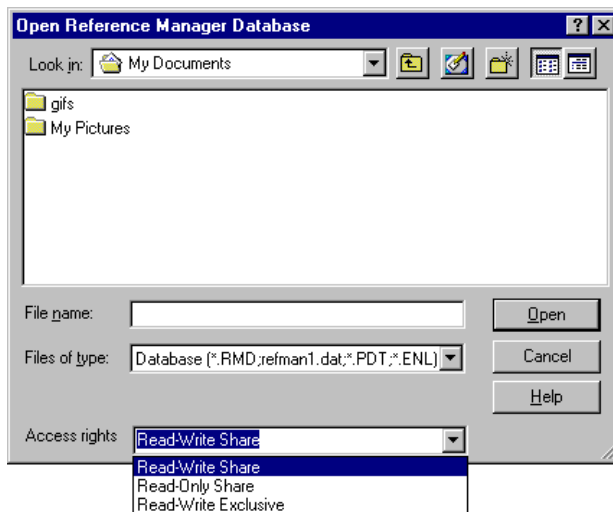 Open Reference Manager Database
Look in: My Documents
gifs
My Pictures
File name: Open
Files of type: Database (*.RMD;refman1.dat;*.PDT;*.ENL) Cancel
Help
Access rights Read-Write Share
Read-Write Share
Read-Only Share
Read-Write Exclusive